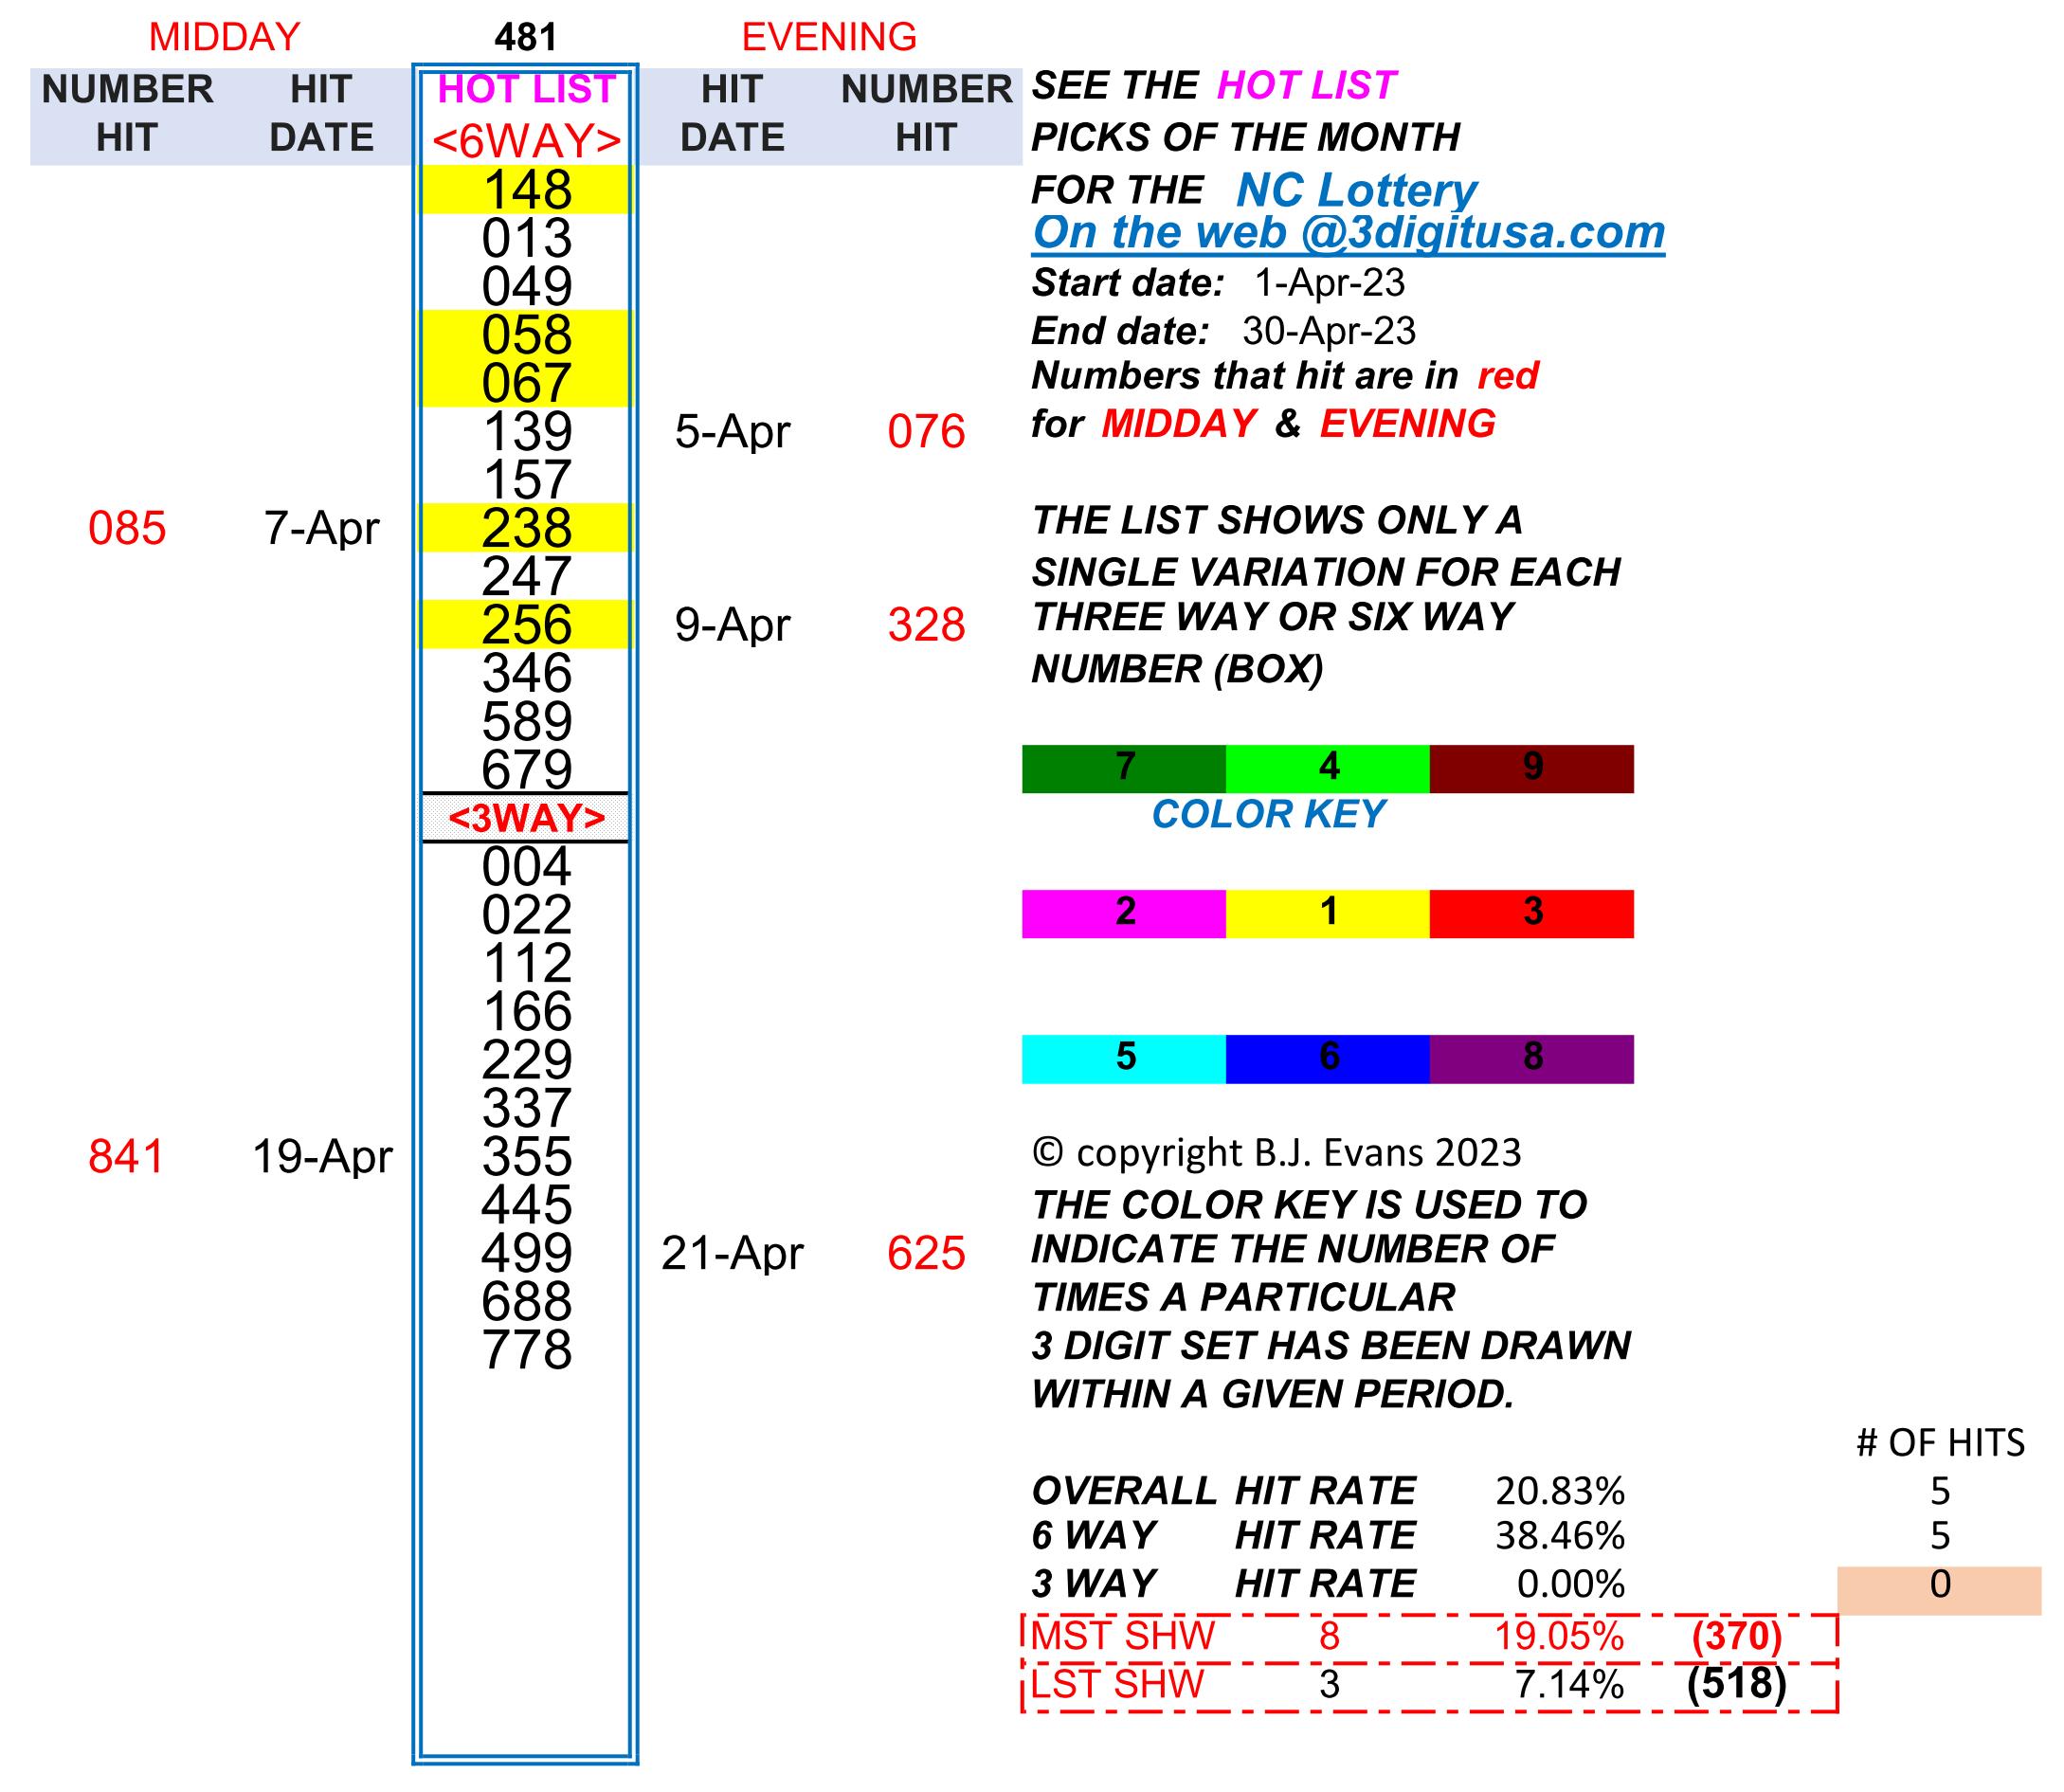 MIDDAY 481 EVENING
NUMBER HIT HOT LIST HIT NUMBER SEE THE HOT LIST
HIT DATE <6WAY> DATE HIT PICKS OF THE MONTH
148 FOR THE NC Lottery
013 On the web @3digitusa.com
049 Start date: 1-Apr-23
058 End date: 30-Apr-23
067 Numbers that hit are in red
139 5-Apr 076 for MIDDAY & EVENING
157
085 7-Apr 238 THE LIST SHOWS ONLY A
247 SINGLE VARIATION FOR EACH
256 9-Apr 328 THREE WAY OR SIX WAY
346 NUMBER (BOX)
589
679 7 4 9
<3WAY> COLOR KEY
004
022 2 1 3
112
166
229 5 6 8
337
841 19-Apr 355 © copyright B.J. Evans 2023
445 THE COLOR KEY IS USED TO
499 21-Apr 625 INDICATE THE NUMBER OF
688 TIMES A PARTICULAR
778 3 DIGIT SET HAS BEEN DRAWN
WITHIN A GIVEN PERIOD.
# OF HITS
OVERALL HIT RATE 20.83% 5
6 WAY HIT RATE 38.46% 5
3 WAY HIT RATE 0.00% 0
MST SHW 8 19.05% (370)
LST SHW 3 7.14% (518)